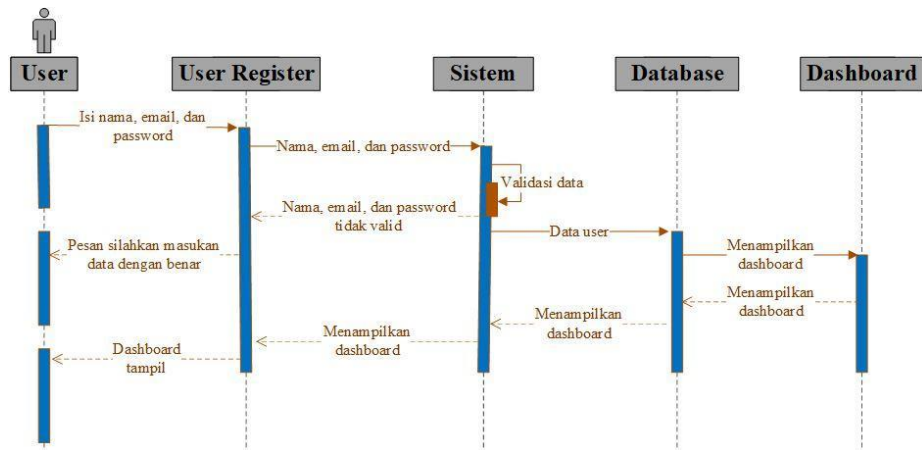 User
User Register
Sistem
Database
Dashboard
Isi nama, email, dan
password
Nama, email, dan password
Validasi data
Nama, email, dan password
tidak valid
Data user
Pesan silahkan masukan
data dengan benar
Menampilkan
dashboard
Menampilkan
dashboard
Menampilkan
dashboard
Menampilkan
dashboard
Dashboard
tampil